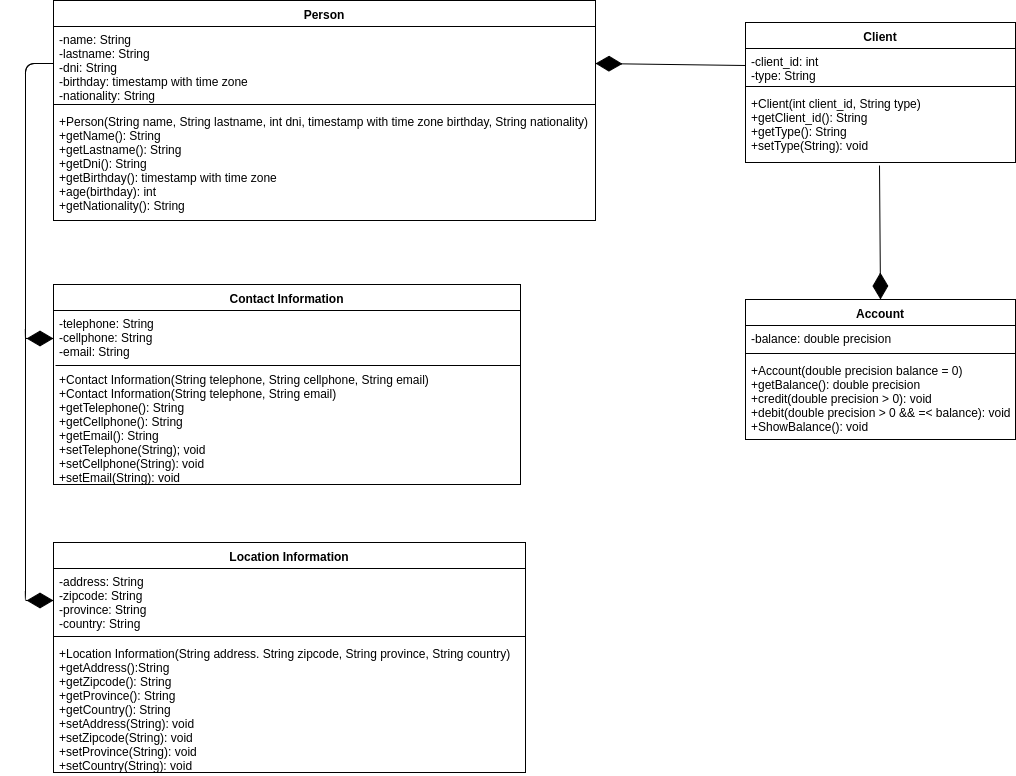 Person
-name: String
-lastname: String
-dni: String
-birthday: timestamp with time zone
-nationality: String
+Person(String name, String lastname, int dni, timestamp with time zone birthday, String nationality)
+getName(): String
+getLastname(): String
+getDni(): String
+getBirthday(): timestamp with time zone
+age(birthday): int
+getNationality(): String
Client
-client_id: int
-type: String
+Client(int client_id, String type)
+getClient_id(): String
+getType(): String
+setType(String): void
Contact Information
-telephone: String
-cellphone: String
-email: String
+Contact Information(String telephone, String cellphone, String email)
+Contact Information(String telephone, String email)
+getTelephone(): String
+getCellphone(): String
+getEmail(): String
+setTelephone(String); void
+setCellphone(String): void
+setEmail(String): void
Account
-balance: double precision
+Account(double precision balance = 0)
+getBalance(): double precision
+credit(double precision > 0): void
+debit(double precision > 0 && =< balance): void
+ShowBalance(): void
Location Information
-address: String
-zipcode: String
-province: String
-country: String
+Location Information(String address. String zipcode, String province, String country)
+getAddress():String
+getZipcode(): String
+getProvince(): String
+getCountry(): String
+setAddress(String): void
+setZipcode(String): void
+setProvince(String): void
+setCountry(String): void